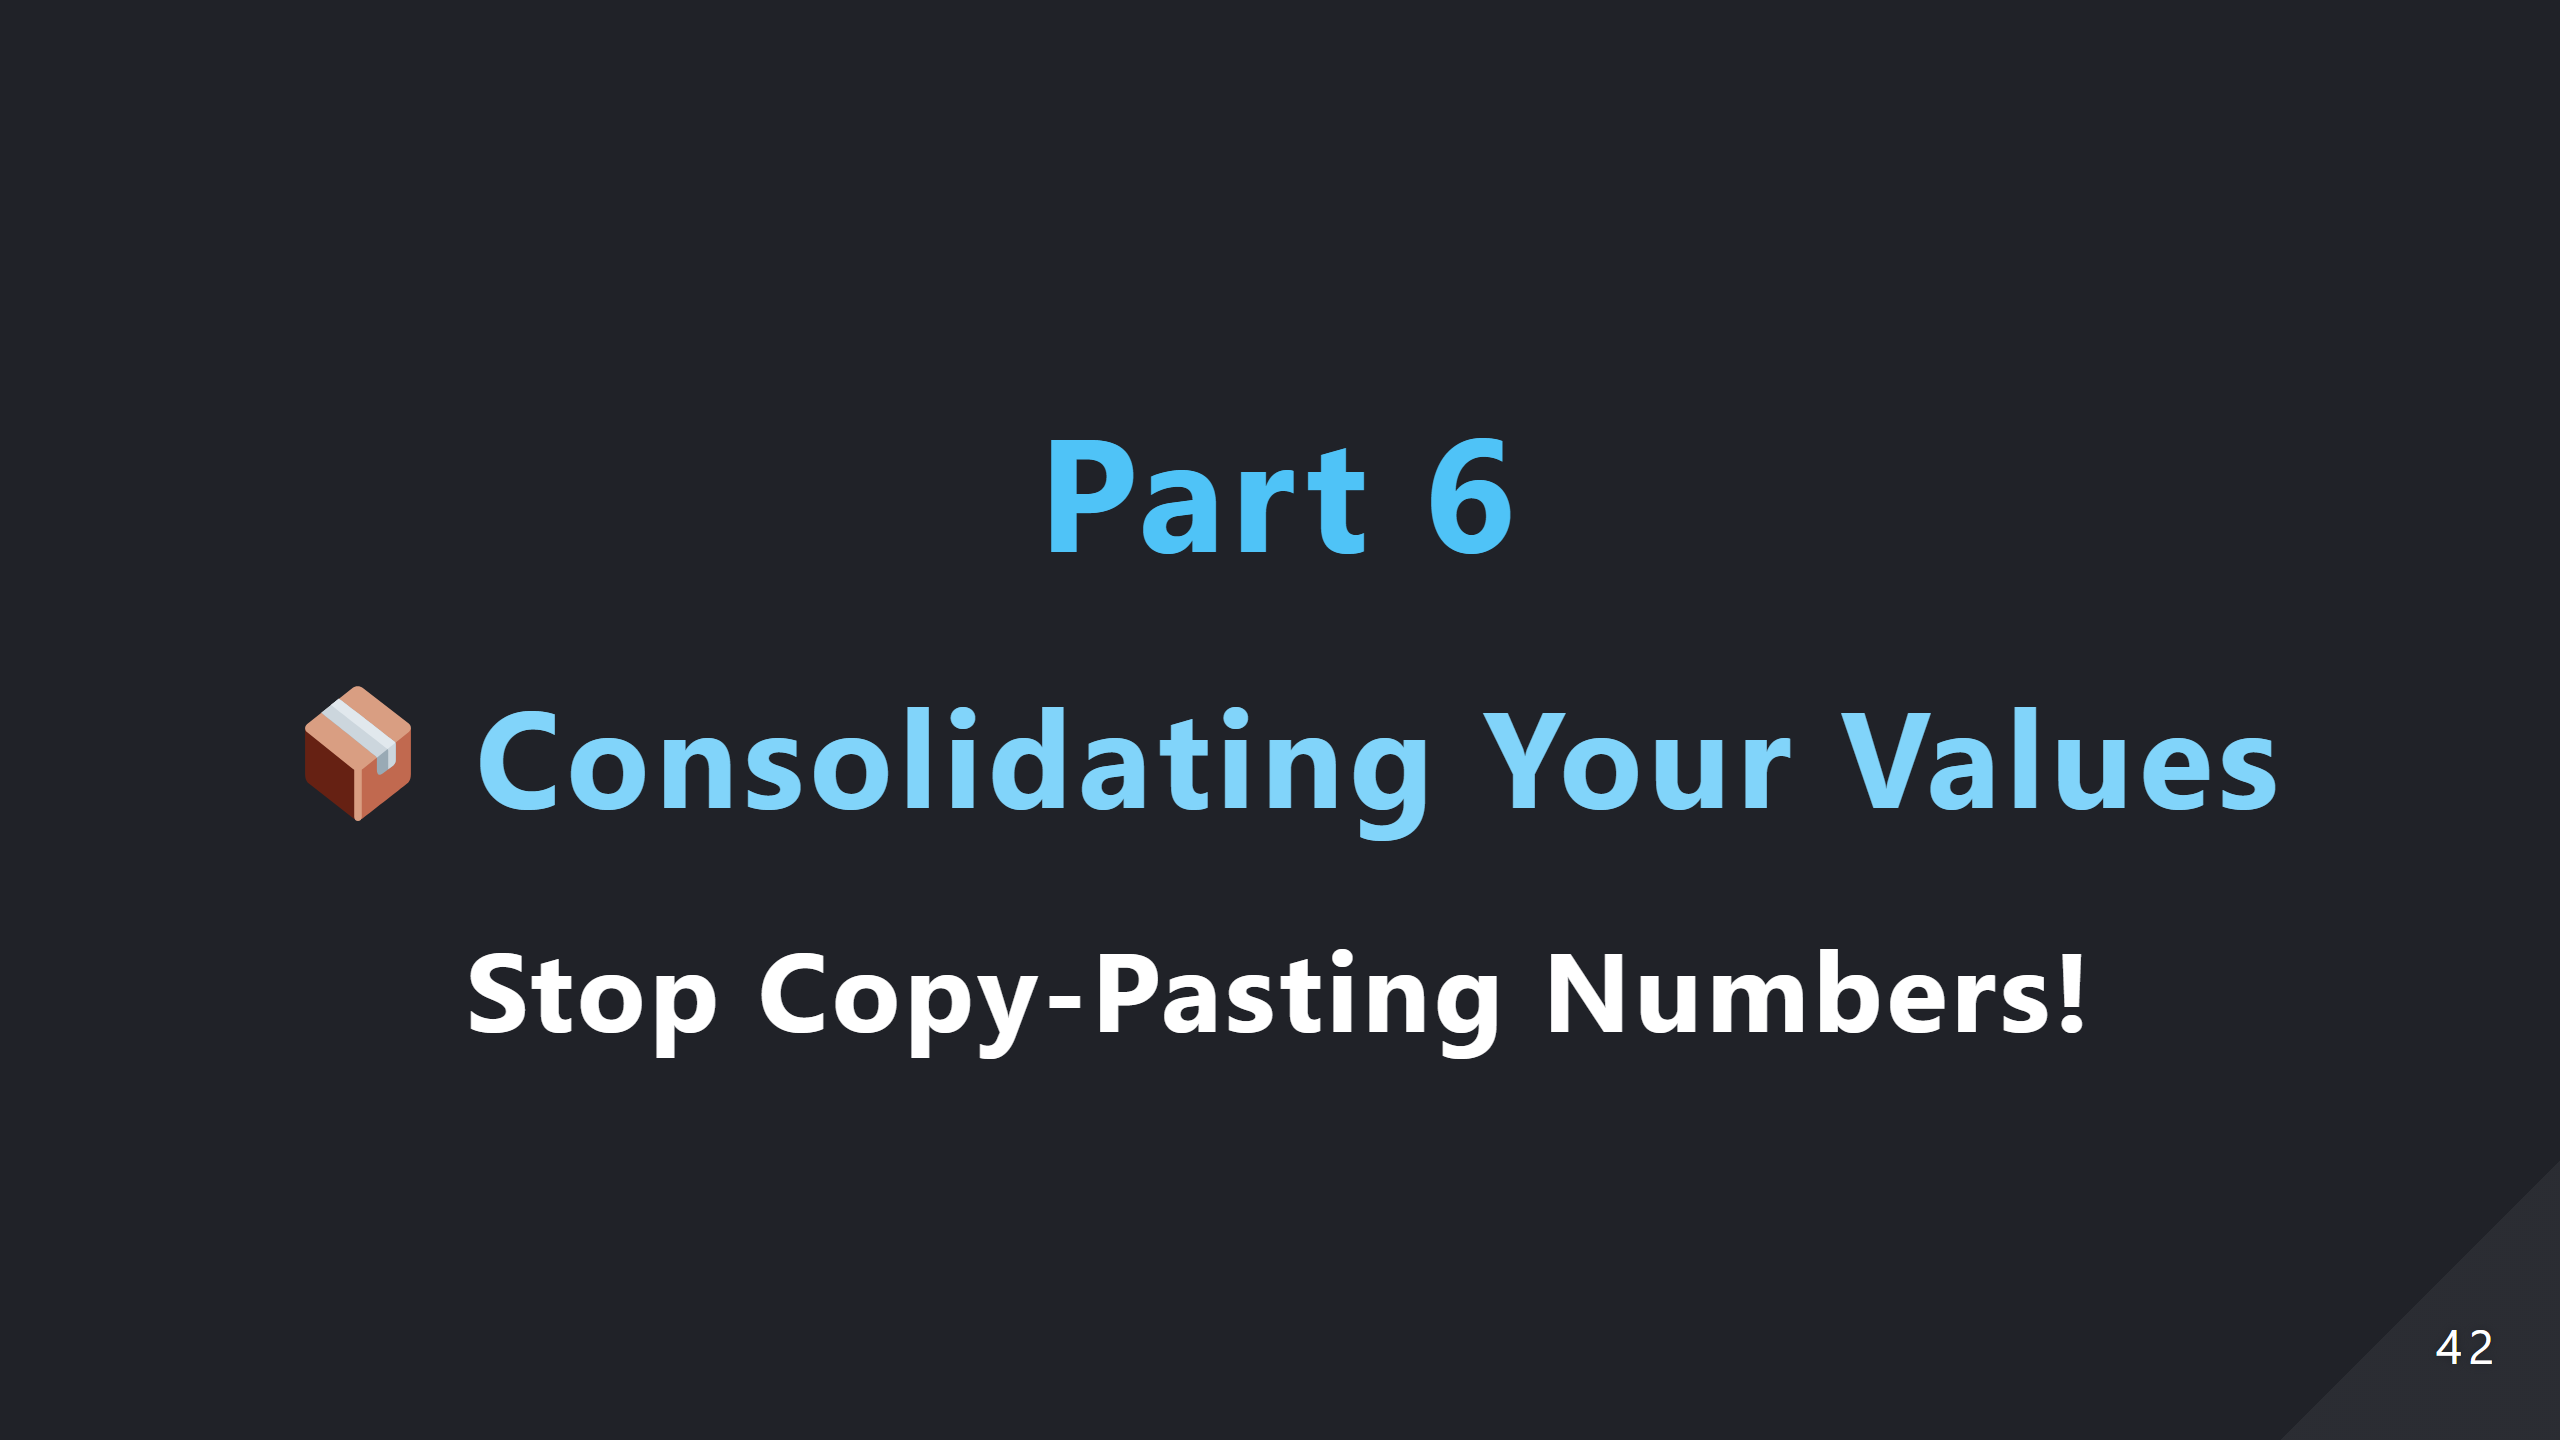 Part 6
📦 Consolidating Your Values
Stop Copy-Pasting Numbers!
42